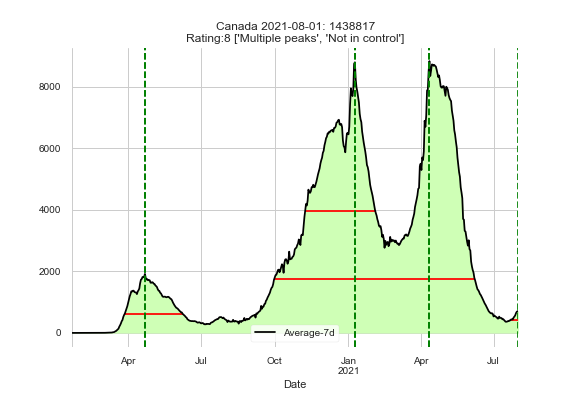 Canada 2021-08-01: 1438817
Rating:8 ['Multiple peaks', 'Not in control']
8000
6000
4000
2000
0
Average-7d
Apr Jul Oct Jan Apr Jul
2021
Date